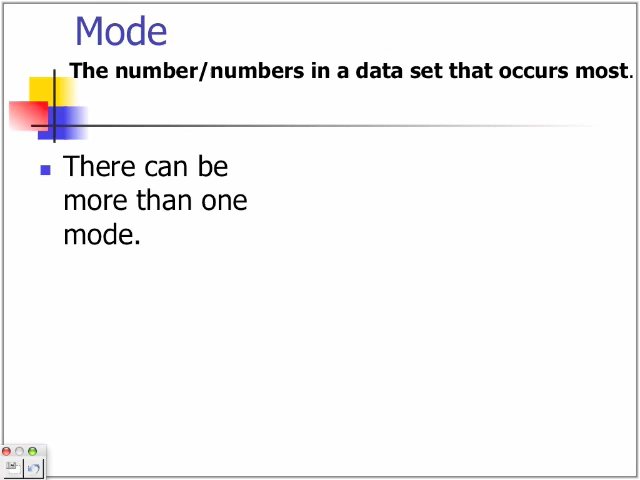 Mode
The number/numbers in a data set that occurs most.
There can be
more than one
mode.